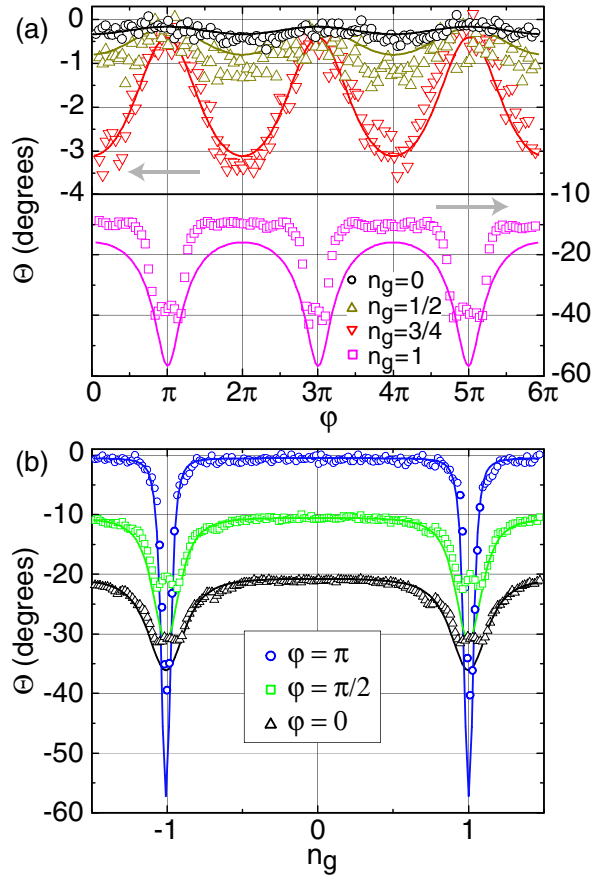 (a)
0
-1
-2
-3
-4
-10
-20
-40
-60
Θ (degrees)
n_g=0
n_g=1/2
n_g=3/4
n_g=1
0 π 2π 3π 4π 5π 6π
φ
(b)
0
-10
-20
-30
-40
-50
-60
Θ (degrees)
φ = π
φ = π/2
φ = 0
-1 0 1
n_g